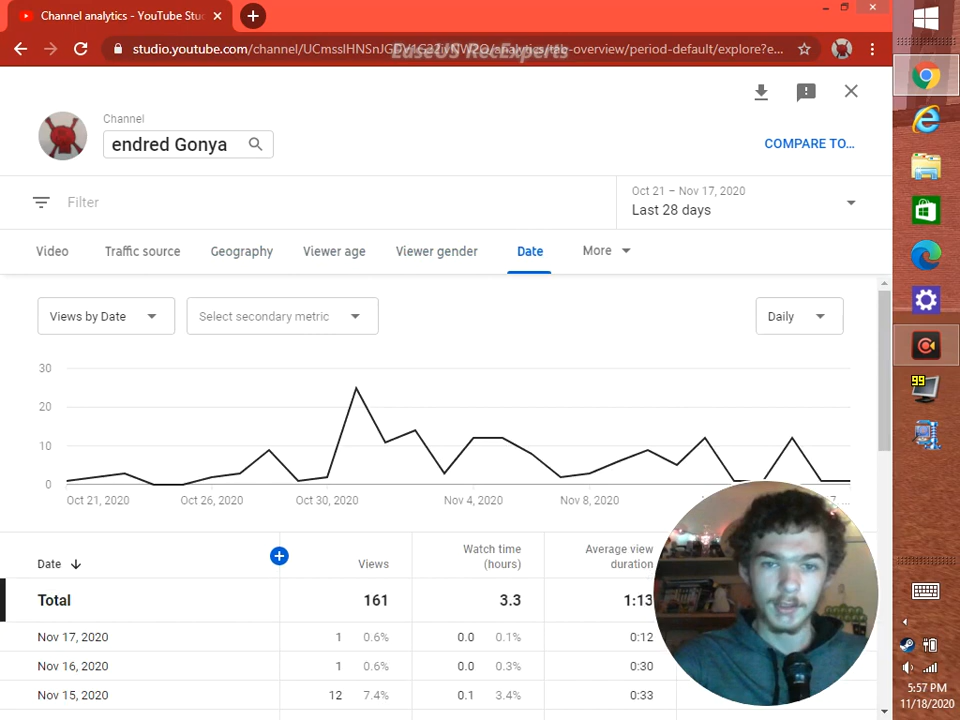 Channel analytics - YouTube Stu
studio.youtube.com/channel/
analytics/tab-overview/period-default/explore?e...
EaseUS RecExperts
Channel
endred Gonya
COMPARE TO...
Filter
Oct 21 – Nov 17, 2020
Last 28 days
Video
Traffic source
Geography
Viewer age
Viewer gender
Date
More
Views by Date
Select secondary metric
Daily
30
20
10
0
Oct 21, 2020
Oct 26, 2020
Oct 30, 2020
Nov 4, 2020
Nov 8, 2020
Date
Views
Watch time
(hours)
Average view
duration
Total
161
3.3
1:13
Nov 17, 2020
1
0.6%
0.0
0.1%
0:12
Nov 16, 2020
1
0.6%
0.0
0.3%
0:30
Nov 15, 2020
12
7.4%
0.1
3.4%
0:33
99
5:57 PM
11/18/2020